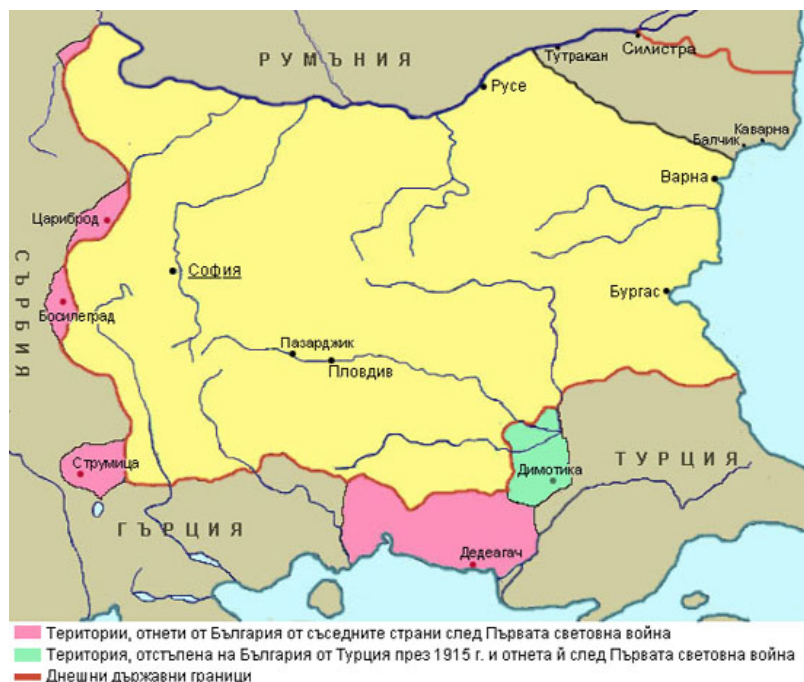 РУМЪНИЯ
Тутракан
Силистра
Русе
Балчик
Каварна
Варна
Цариброд
СЪРБИЯ
София
Босилеград
Бургас
Пазарджик
Пловдив
Струмица
Димотика
ТУРЦИЯ
ГЪРЦИЯ
Дедеагач
Територии, отнети от България от съседните страни след Първата световна война
Територия, отстъпена на България от Турция през 1915 г. и отнета й след Първата световна война
Днешни държавни граници